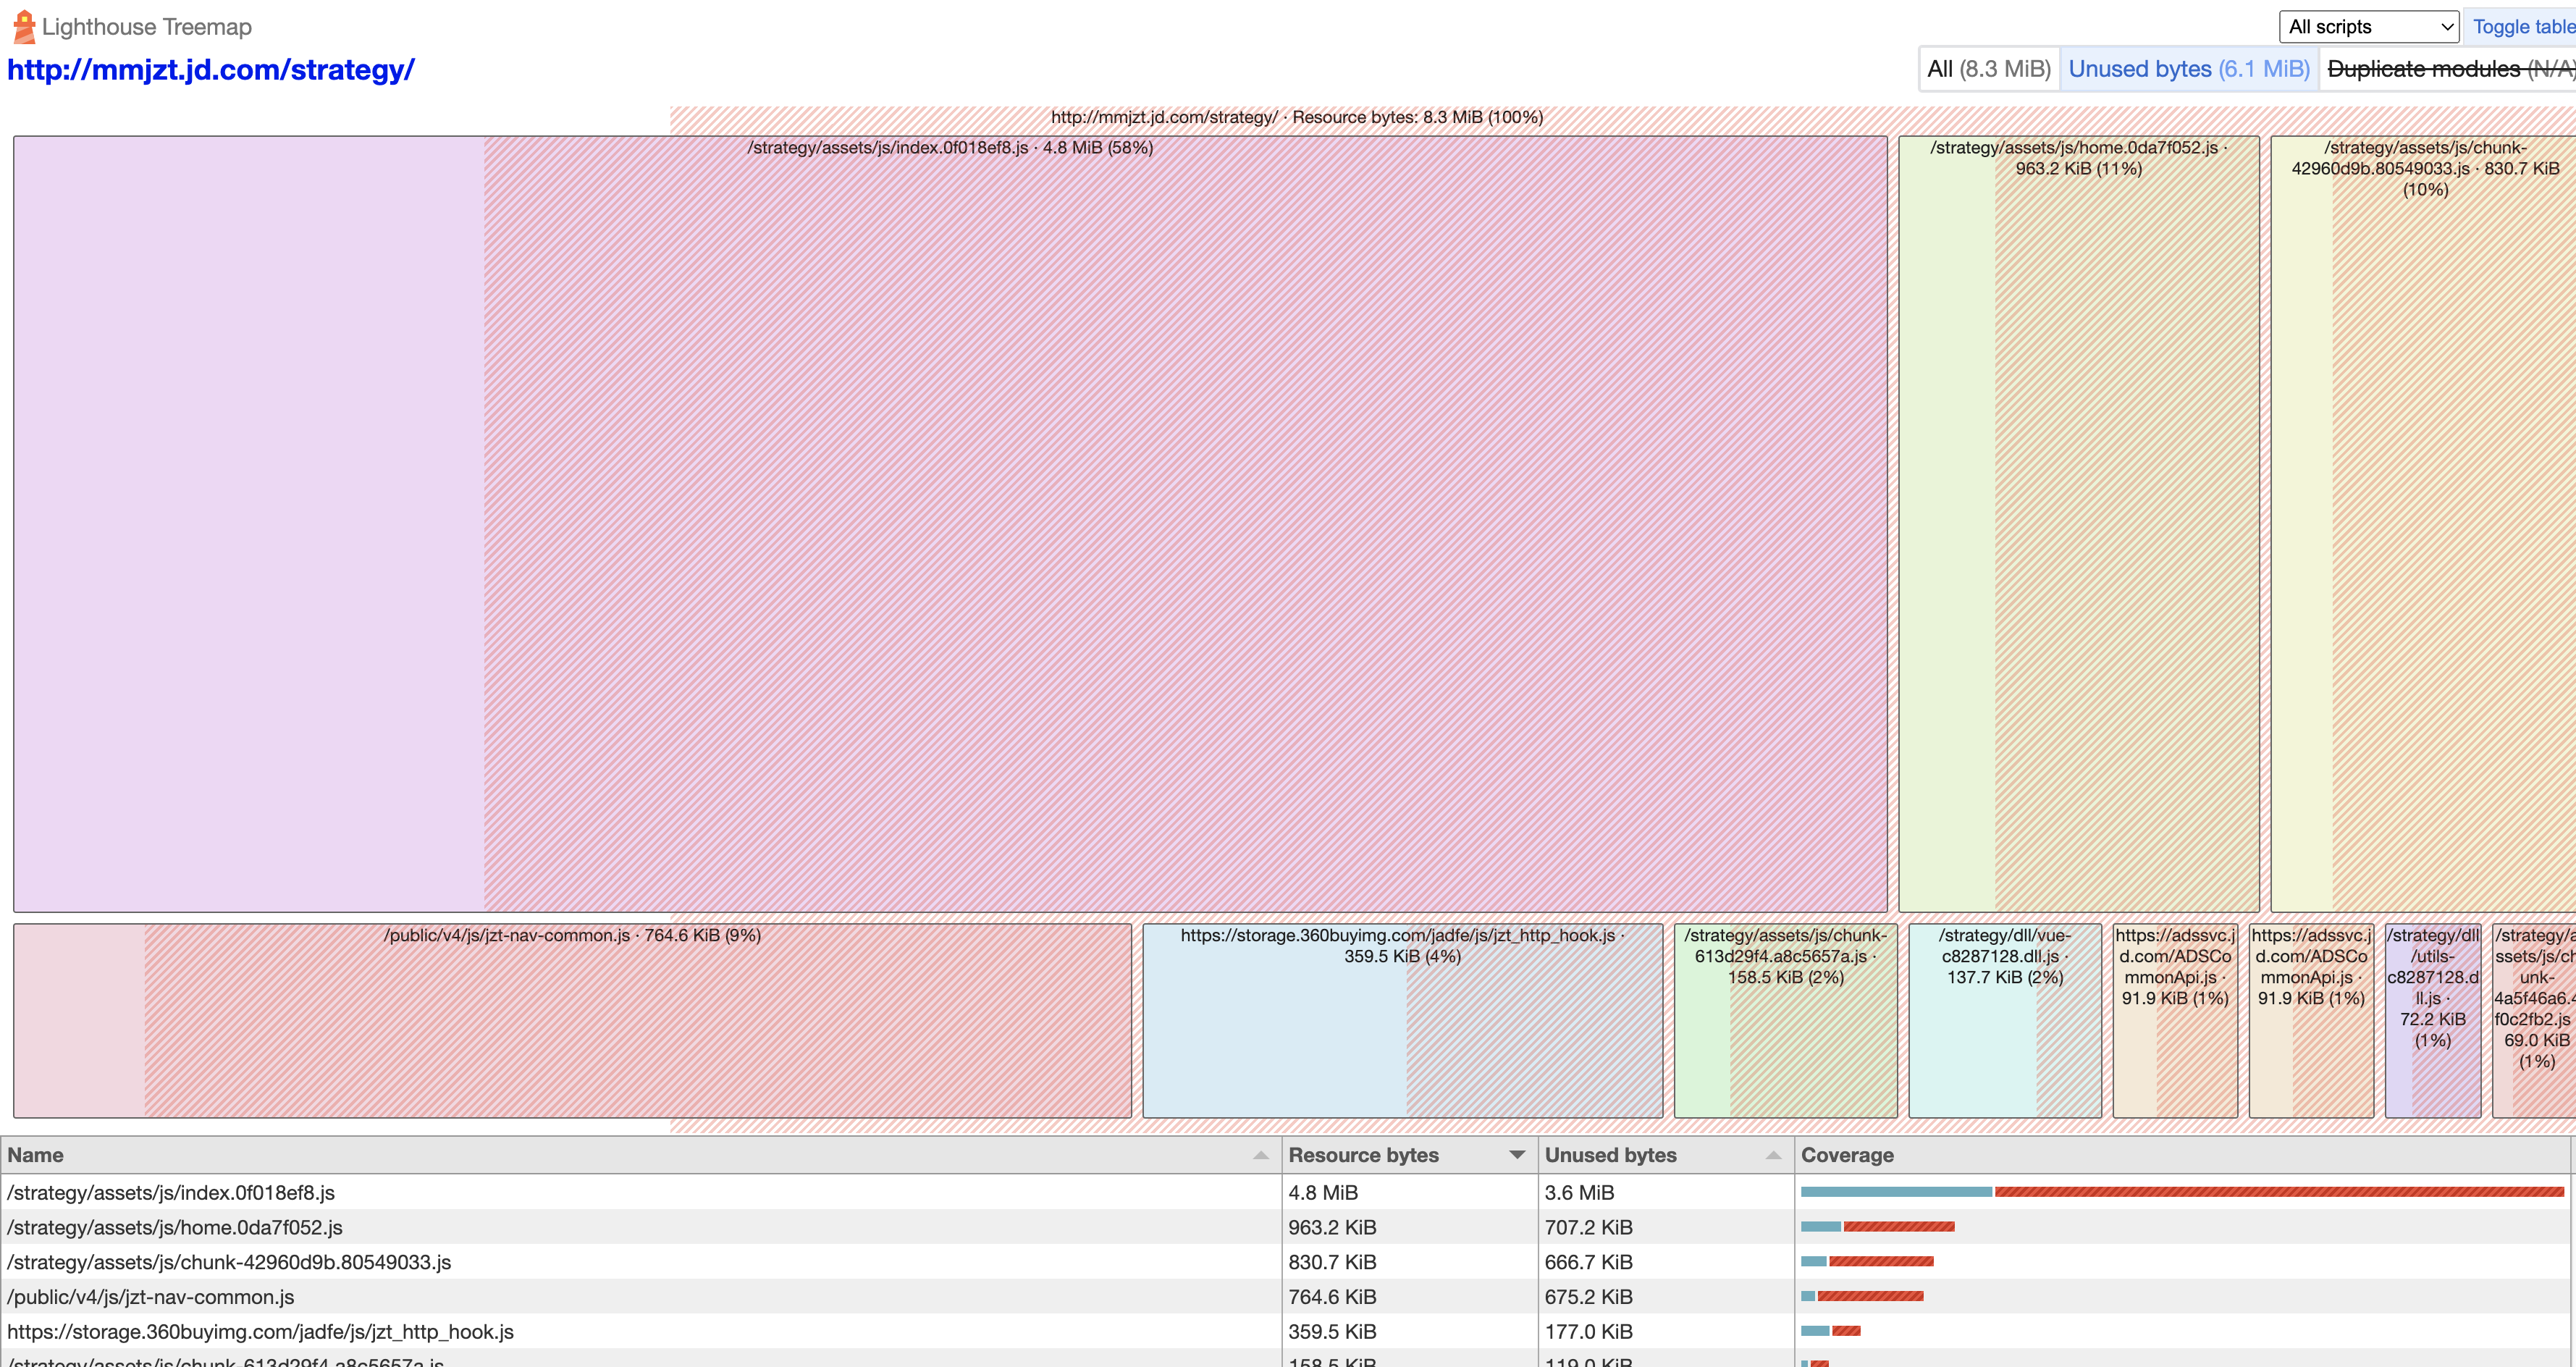 Lighthouse Treemap
All scripts
Toggle table
http://mmjzt.jd.com/strategy/
All (8.3 MiB)
Unused bytes (6.1 MiB)
Duplicate modules (N/A)
http://mmjzt.jd.com/strategy/ · Resource bytes: 8.3 MiB (100%)
/strategy/assets/js/index.0f018ef8.js · 4.8 MiB (58%)
/strategy/assets/js/home.0da7f052.js ·
963.2 KiB (11%)
/strategy/assets/js/chunk-
42960d9b.80549033.js · 830.7 KiB
(10%)
/public/v4/js/jzt-nav-common.js · 764.6 KiB (9%)
https://storage.360buyimg.com/jadfe/js/jzt_http_hook.js ·
359.5 KiB (4%)
/strategy/assets/js/chunk-
613d29f4.a8c5657a.js ·
158.5 KiB (2%)
/strategy/dll/vue-
c8287128.dll.js ·
137.7 KiB (2%)
https://adssvc.j
d.com/ADSCo
mmonApi.js ·
91.9 KiB (1%)
https://adssvc.j
d.com/ADSCo
mmonApi.js ·
91.9 KiB (1%)
/strategy/dll
/utils-
c8287128.d
ll.js ·
72.2 KiB
(1%)
/strategy/a
ssets/js/ch
unk-
4a5f46a6.4
f0c2fb2.js
69.0 KiB
(1%)
Name
Resource bytes
Unused bytes
Coverage
/strategy/assets/js/index.0f018ef8.js
4.8 MiB
3.6 MiB
/strategy/assets/js/home.0da7f052.js
963.2 KiB
707.2 KiB
/strategy/assets/js/chunk-42960d9b.80549033.js
830.7 KiB
666.7 KiB
/public/v4/js/jzt-nav-common.js
764.6 KiB
675.2 KiB
https://storage.360buyimg.com/jadfe/js/jzt_http_hook.js
359.5 KiB
177.0 KiB
/strategy/assets/js/chunk-613d29f4.a8c5657a.js
158.5 KiB
119.0 KiB